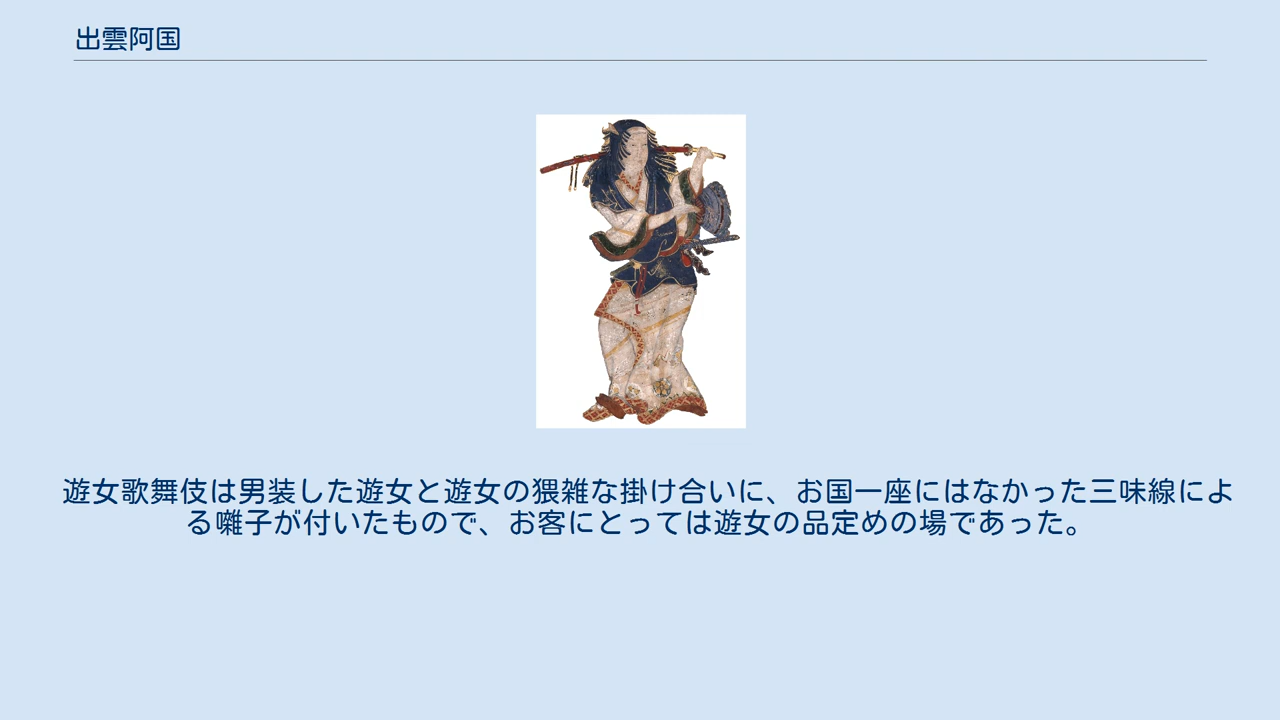 出雲阿国
遊女歌舞伎は男装した遊女と遊女の猥雑な掛け合いに、お国一座にはなかった三味線によ
る囃子が付いたもので、お客にとっては遊女の品定めの場であった。